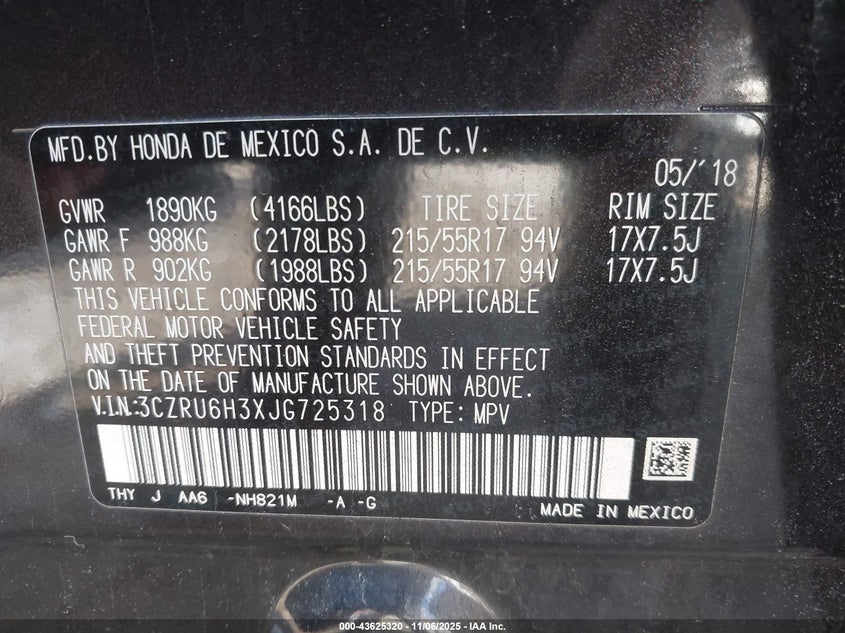 MFD.BY HONDA DE MEXICO S.A. DE C.V.
05/'18
GVWR 1890KG (4166LBS) TIRE SIZE RIM SIZE
GAWR F 988KG (2178LBS) 215/55R17 94V 17X7.5J
GAWR R 902KG (1988LBS) 215/55R17 94V 17X7.5J
THIS VEHICLE CONFORMS TO ALL APPLICABLE
FEDERAL MOTOR VEHICLE SAFETY
AND THEFT PREVENTION STANDARDS IN EFFECT
ON THE DATE OF MANUFACTURE SHOWN ABOVE.
V.I.N.:3CZRU6H3XJG725318 TYPE: MPV
THY J AA6 -NH821M -A -G
MADE IN MEXICO
000-43625320 - 11/06/2025 - IAA Inc.